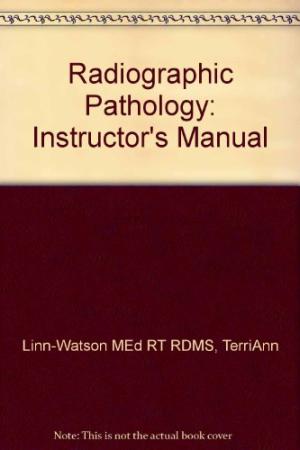 Radiographic
Pathology:
Instructor's Manual
Linn-Watson MEd RT RDMS, TerriAnn
Note: This is not the actual book cover